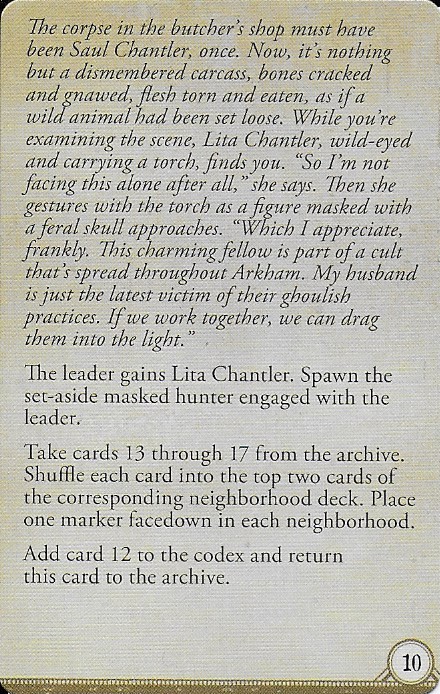 The corpse in the butcher's shop must have
been Saul Chantler, once. Now, it's nothing
but a dismembered carcass, bones cracked
and gnawed, flesh torn and eaten, as if a
wild animal had been set loose. While you're
examining the scene, Lita Chantler, wild-eyed
and carrying a torch, finds you. “So I'm not
facing this alone after all,” she says. Then she
gestures with the torch as a figure masked with
a feral skull approaches. “Which I appreciate,
frankly. This charming fellow is part of a cult
that's spread throughout Arkham. My husband
is just the latest victim of their ghoulish
practices. If we work together, we can drag
them into the light.”
The leader gains Lita Chantler. Spawn the
set-aside masked hunter engaged with the
leader.
Take cards 13 through 17 from the archive.
Shuffle each card into the top two cards of
the corresponding neighborhood deck. Place
one marker facedown in each neighborhood.
Add card 12 to the codex and return
this card to the archive.
10